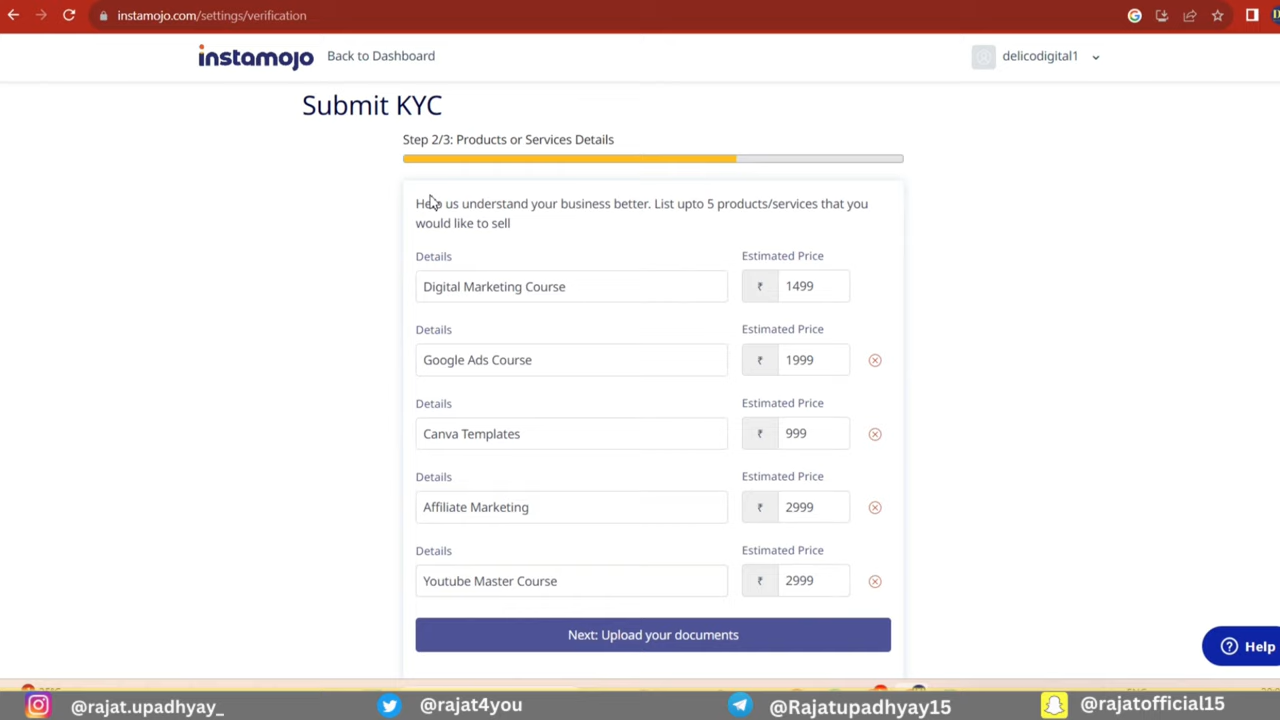 instamojo.com/settings/verification
instamojo Back to Dashboard delicodigital1
Submit KYC
Step 2/3: Products or Services Details
Help us understand your business better. List upto 5 products/services that you
would like to sell
Details Estimated Price
Digital Marketing Course ₹ 1499
Details Estimated Price
Google Ads Course ₹ 1999
Details Estimated Price
Canva Templates ₹ 999
Details Estimated Price
Affiliate Marketing ₹ 2999
Details Estimated Price
Youtube Master Course ₹ 2999
Next: Upload your documents
Help
@rajat.upadhyay_ @rajat4you @Rajatupadhyay15 @rajatofficial15